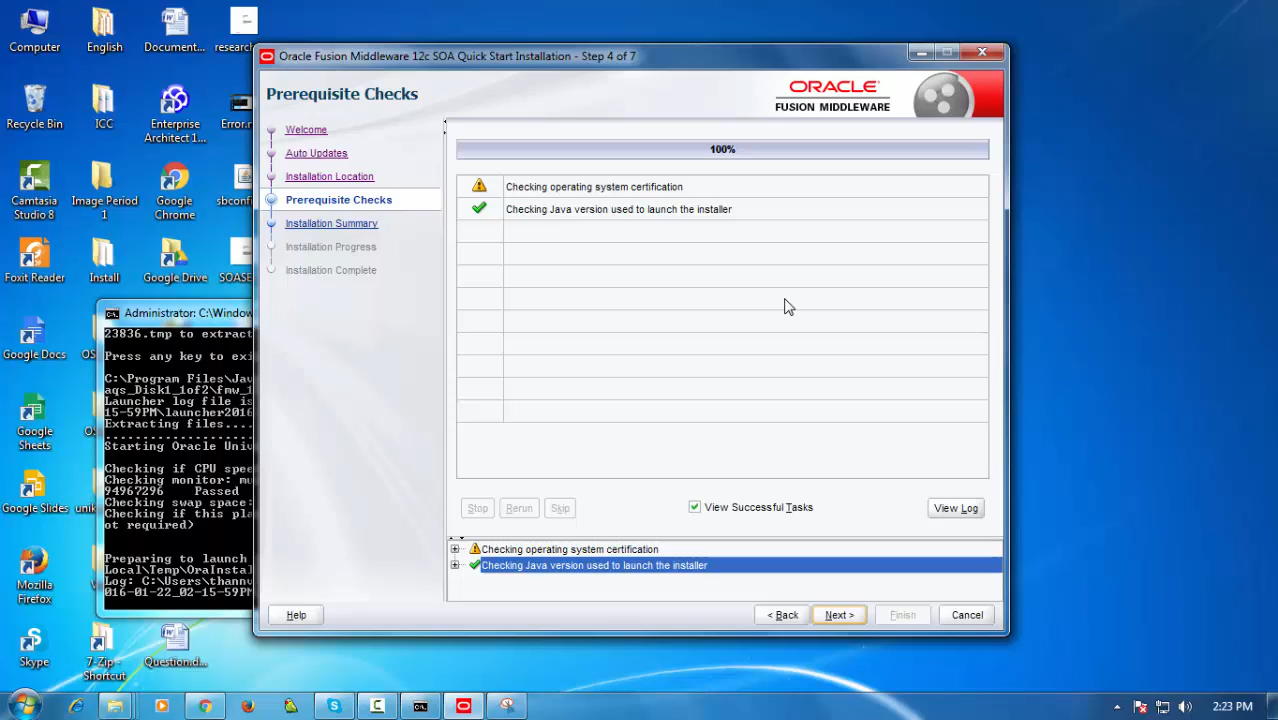 Computer
English
Document...
research
Recycle Bin
ICC
Enterprise
Architect 1...
Error.r
Camtasia
Studio 8
Image Period
1
Google
Chrome
sbconfi
Foxit Reader
Install
Google Drive
SOASE
Google Docs
Google
Sheets
Google Slides
Mozilla
Firefox
Skype
7-Zip -
Shortcut
Question.d...
Administrator: C:\Window
23836.tmp to extract
Press any key to exi
C:\Program Files\Jav
aqs_Disk1_1of2\fmw_1
Launcher log file is
15-59PM\launcher2016
Extracting files....
Starting Oracle Univ
Checking if CPU spee
Checking monitor: mu
94967296 Passed
Checking swap space:
Checking if this pla
ot required>
Preparing to launch
Local\Temp\OraInstal
Log: C:\Users\thannv
016-01-22_02-15-59PM
Oracle Fusion Middleware 12c SOA Quick Start Installation - Step 4 of 7
Prerequisite Checks
ORACLE
FUSION MIDDLEWARE
Welcome
Auto Updates
Installation Location
Prerequisite Checks
Installation Summary
Installation Progress
Installation Complete
100%
Checking operating system certification
Checking Java version used to launch the installer
Stop
Rerun
Skip
View Successful Tasks
View Log
Checking operating system certification
Checking Java version used to launch the installer
Help
< Back
Next >
Finish
Cancel
2:23 PM